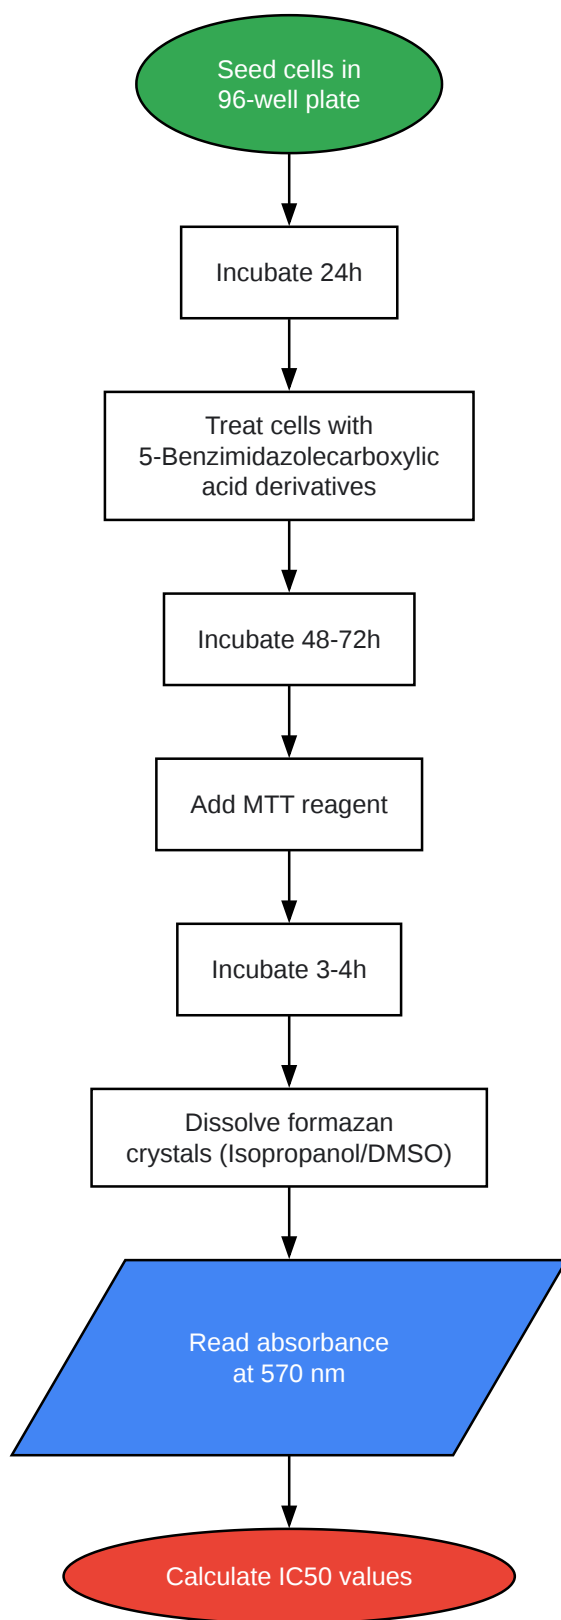 Seed cells in
96-well plate
Incubate 24h
Treat cells with
5-Benzimidazolecarboxylic
acid derivatives
Incubate 48-72h
Add MTT reagent
Incubate 3-4h
Dissolve formazan
crystals (Isopropanol/DMSO)
Read absorbance
at 570 nm
Calculate IC50 values